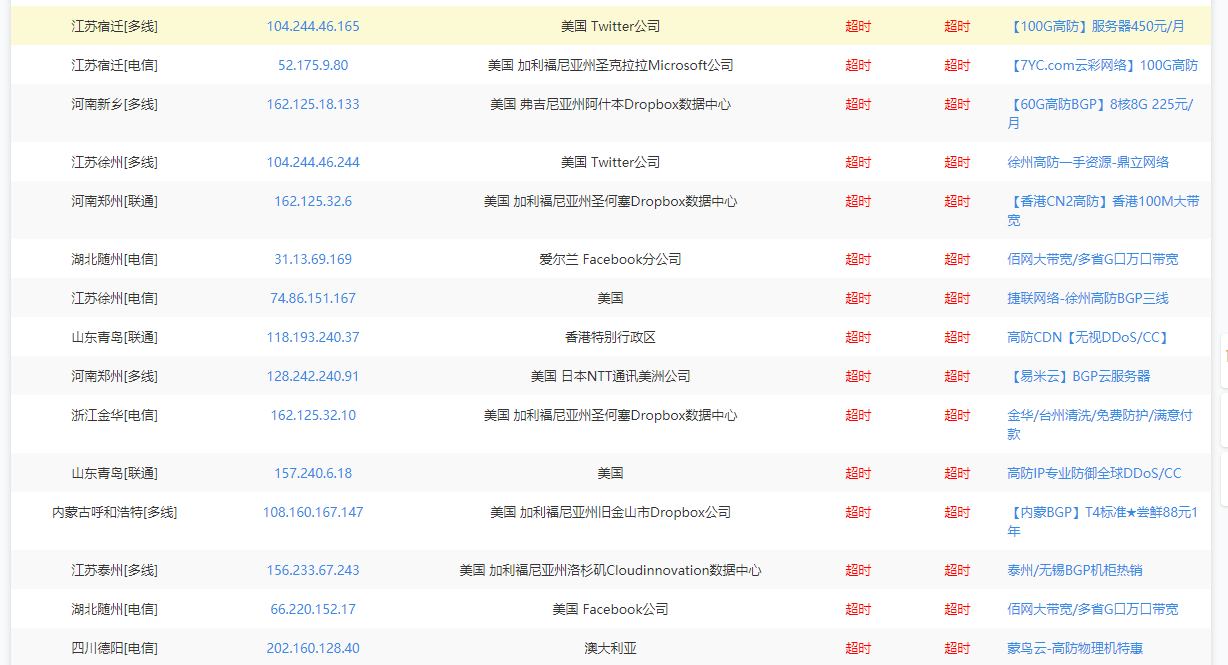 江苏宿迁[多线] 104.244.46.165 美国 Twitter公司 超时 超时 【100G高防】服务器450元/月
江苏宿迁[电信] 52.175.9.80 美国 加利福尼亚州圣克拉拉Microsoft公司 超时 超时 【7YC.com云彩网络】100G高防
河南新乡[多线] 162.125.18.133 美国 弗吉尼亚州阿什本Dropbox数据中心 超时 超时 【60G高防BGP】8核8G 225元/
月
江苏徐州[多线] 104.244.46.244 美国 Twitter公司 超时 超时 徐州高防一手资源-鼎立网络
河南郑州[联通] 162.125.32.6 美国 加利福尼亚州圣何塞Dropbox数据中心 超时 超时 【香港CN2高防】香港100M大带
宽
湖北随州[电信] 31.13.69.169 爱尔兰 Facebook分公司 超时 超时 佰网大带宽/多省G口万口带宽
江苏徐州[电信] 74.86.151.167 美国 超时 超时 捷联网络-徐州高防BGP三线
山东青岛[联通] 118.193.240.37 香港特别行政区 超时 超时 高防CDN【无视DDoS/CC】
河南郑州[多线] 128.242.240.91 美国 日本NTT通讯美洲公司 超时 超时 【易米云】BGP云服务器
浙江金华[电信] 162.125.32.10 美国 加利福尼亚州圣何塞Dropbox数据中心 超时 超时 金华/台州清洗/免费防护/满意付
款
山东青岛[联通] 157.240.6.18 美国 超时 超时 高防IP专业防御全球DDoS/CC
内蒙古呼和浩特[多线] 108.160.167.147 美国 加利福尼亚州旧金山市Dropbox公司 超时 超时 【内蒙BGP】T4标准★尝鲜88元1
年
江苏泰州[多线] 156.233.67.243 美国 加利福尼亚州洛杉矶Cloudinnovation数据中心 超时 超时 泰州/无锡BGP机柜热销
湖北随州[电信] 66.220.152.17 美国 Facebook公司 超时 超时 佰网大带宽/多省G口万口带宽
四川德阳[电信] 202.160.128.40 澳大利亚 超时 超时 蒙鸟云-高防物理机特惠